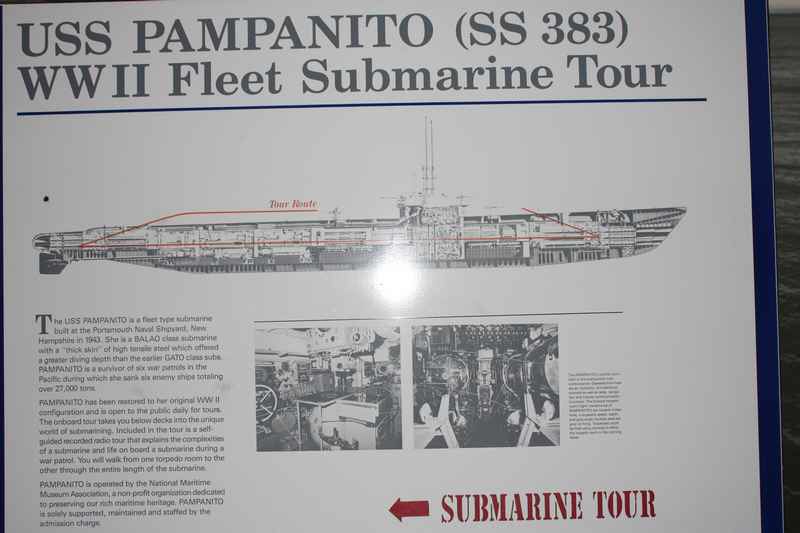 USS PAMPANITO (SS 383)
WWII Fleet Submarine Tour
Tour Route
The USS PAMPANITO is a fleet type submarine
built at the Portsmouth Naval Shipyard, New
Hampshire in 1943. She is a BALAO class submarine
with a "thick skin" of high tensile steel which offered
a greater diving depth than the earlier GATO class subs.
PAMPANITO is a survivor of six war patrols in the
Pacific during which she sank six enemy ships totaling
over 27,000 tons.
PAMPANITO has been restored to her original WW II
configuration and is open to the public daily for tours.
The onboard tour takes you below decks into the unique
world of submarining. Included in the tour is a self-
guided recorded radio tour that explains the complexities
of a submarine and life on board a submarine during a
war patrol. You will walk from one torpedo room to the
other through the entire length of the submarine.
PAMPANITO is operated by the National Maritime
Museum Association, a non-profit organization dedicated
to preserving our rich maritime heritage. PAMPANITO
is solely supported, maintained and staffed by the
admission charge.
SUBMARINE TOUR